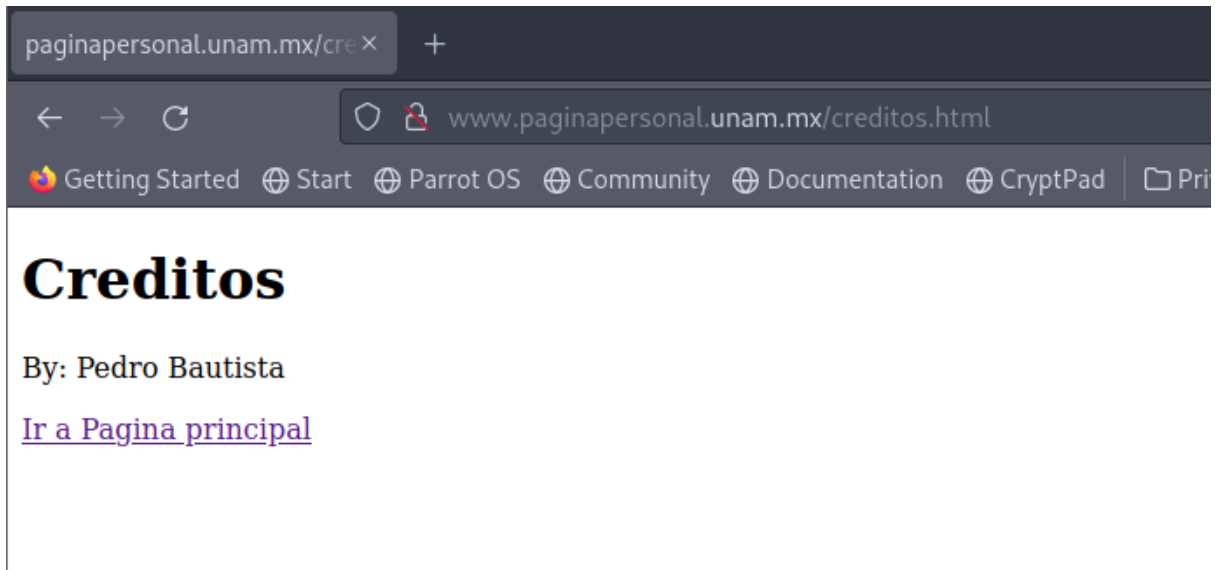 paginapersonal.unam.mx/cre
www.paginapersonal.unam.mx/creditos.html
Getting Started Start Parrot OS Community Documentation CryptPad Pri
Creditos
By: Pedro Bautista
Ir a Pagina principal